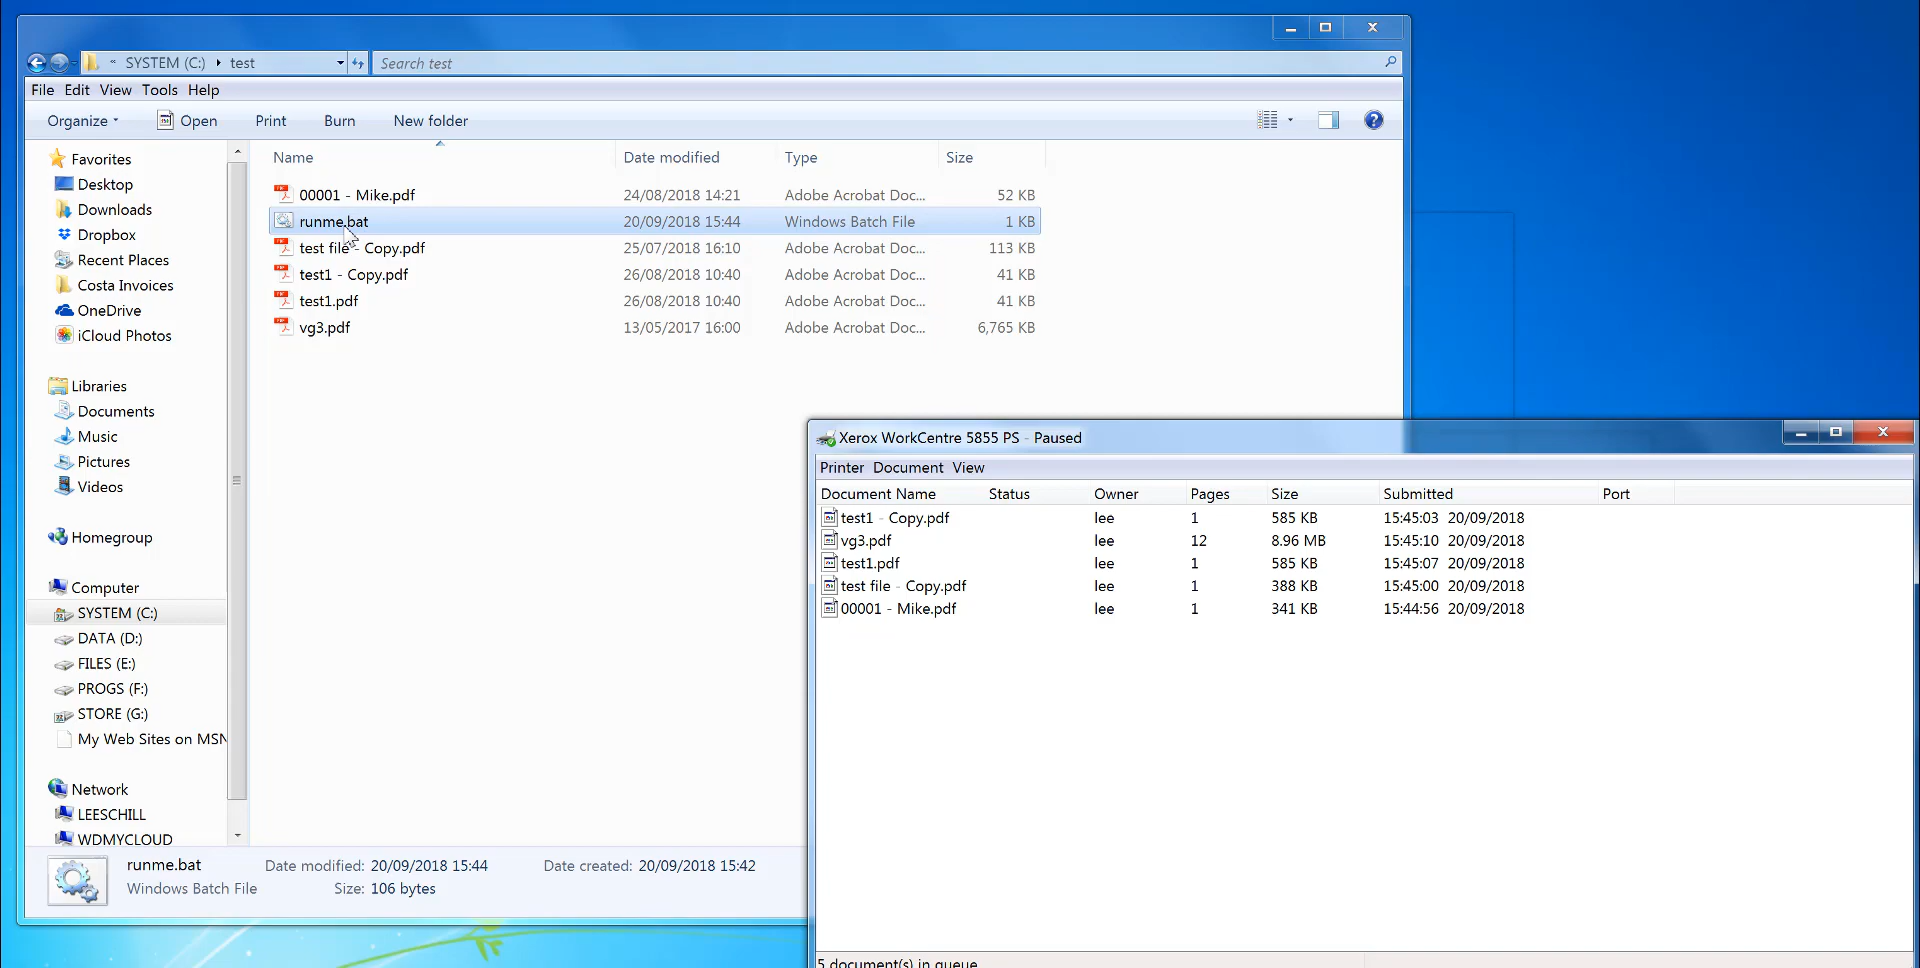 « SYSTEM (C:) test
Search test
File Edit View Tools Help
Organize Open Print Burn New folder
Name Date modified Type Size
00001 - Mike.pdf 24/08/2018 14:21 Adobe Acrobat Doc... 52 KB
runme.bat 20/09/2018 15:44 Windows Batch File 1 KB
test file - Copy.pdf 25/07/2018 16:10 Adobe Acrobat Doc... 113 KB
test1 - Copy.pdf 26/08/2018 10:40 Adobe Acrobat Doc... 41 KB
test1.pdf 26/08/2018 10:40 Adobe Acrobat Doc... 41 KB
vg3.pdf 13/05/2017 16:00 Adobe Acrobat Doc... 6,765 KB
Favorites
Desktop
Downloads
Dropbox
Recent Places
Costa Invoices
OneDrive
iCloud Photos
Libraries
Documents
Music
Pictures
Videos
Homegroup
Computer
SYSTEM (C:)
DATA (D:)
FILES (E:)
PROGS (F:)
STORE (G:)
My Web Sites on MSN
Network
LEESCHILL
WDMYCLOUD
runme.bat Date modified: 20/09/2018 15:44 Date created: 20/09/2018 15:42
Windows Batch File Size: 106 bytes
Xerox WorkCentre 5855 PS - Paused
Printer Document View
Document Name Status Owner Pages Size Submitted Port
test1 - Copy.pdf lee 1 585 KB 15:45:03 20/09/2018
vg3.pdf lee 12 8.96 MB 15:45:10 20/09/2018
test1.pdf lee 1 585 KB 15:45:07 20/09/2018
test file - Copy.pdf lee 1 388 KB 15:45:00 20/09/2018
00001 - Mike.pdf lee 1 341 KB 15:44:56 20/09/2018
5 document(s) in queue